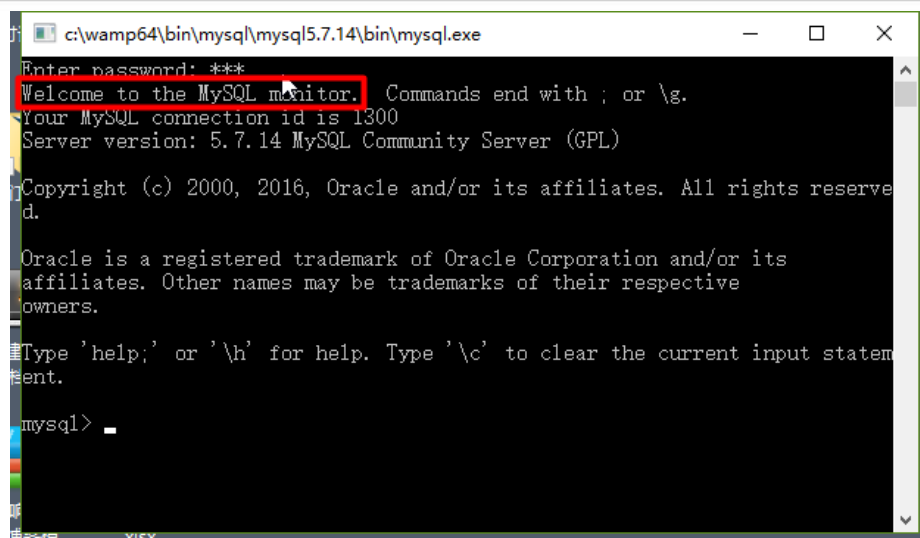 c:\wamp64\bin\mysql\mysql5.7.14\bin\mysql.exe
Enter password: ***
Welcome to the MySQL monitor.  Commands end with ; or \g.
Your MySQL connection id is 1300
Server version: 5.7.14 MySQL Community Server (GPL)
Copyright (c) 2000, 2016, Oracle and/or its affiliates. All rights reserve
d.
Oracle is a registered trademark of Oracle Corporation and/or its
affiliates. Other names may be trademarks of their respective
owners.
Type 'help;' or '\h' for help. Type '\c' to clear the current input statem
ent.
mysql>